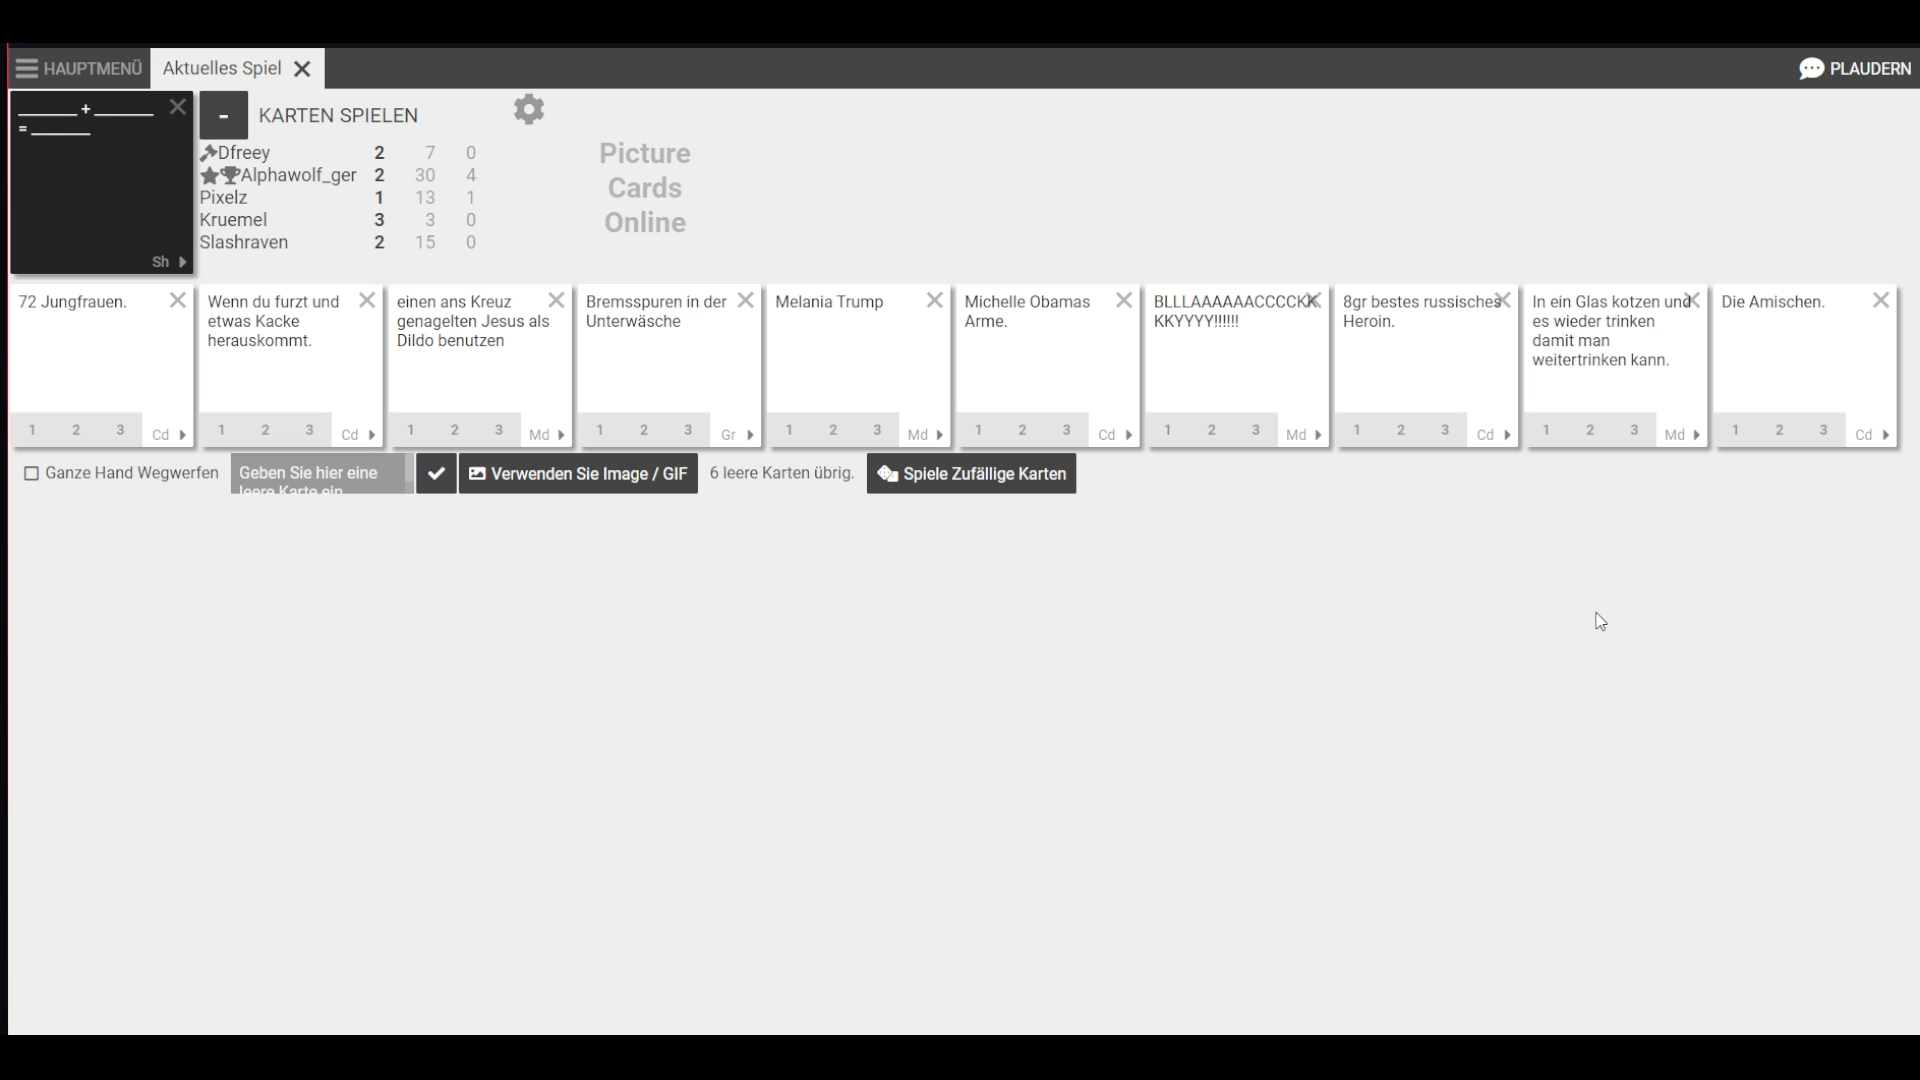 HAUPTMENÜ
Aktuelles Spiel
PLAUDERN
______ + ______
= ______
Sh
-
KARTEN SPIELEN
Dfreey 2 7 0
Alphawolf_ger 2 30 4
Pixelz 1 13 1
Kruemel 3 3 0
Slashraven 2 15 0
Picture
Cards
Online
72 Jungfrauen.
1 2 3 Cd
Wenn du furzt und
etwas Kacke
herauskommt.
1 2 3 Cd
einen ans Kreuz
genagelten Jesus als
Dildo benutzen
1 2 3 Md
Bremsspuren in der
Unterwäsche
1 2 3 Gr
Melania Trump
1 2 3 Md
Michelle Obamas
Arme.
1 2 3 Cd
BLLLAAAAAACCCCKK
KKYYYY!!!!!!
1 2 3 Md
8gr bestes russisches
Heroin.
1 2 3 Cd
In ein Glas kotzen und
es wieder trinken
damit man
weitertrinken kann.
1 2 3 Md
Die Amischen.
1 2 3 Cd
Ganze Hand Wegwerfen
Geben Sie hier eine
leere Karte ein
Verwenden Sie Image / GIF
6 leere Karten übrig.
Spiele Zufällige Karten